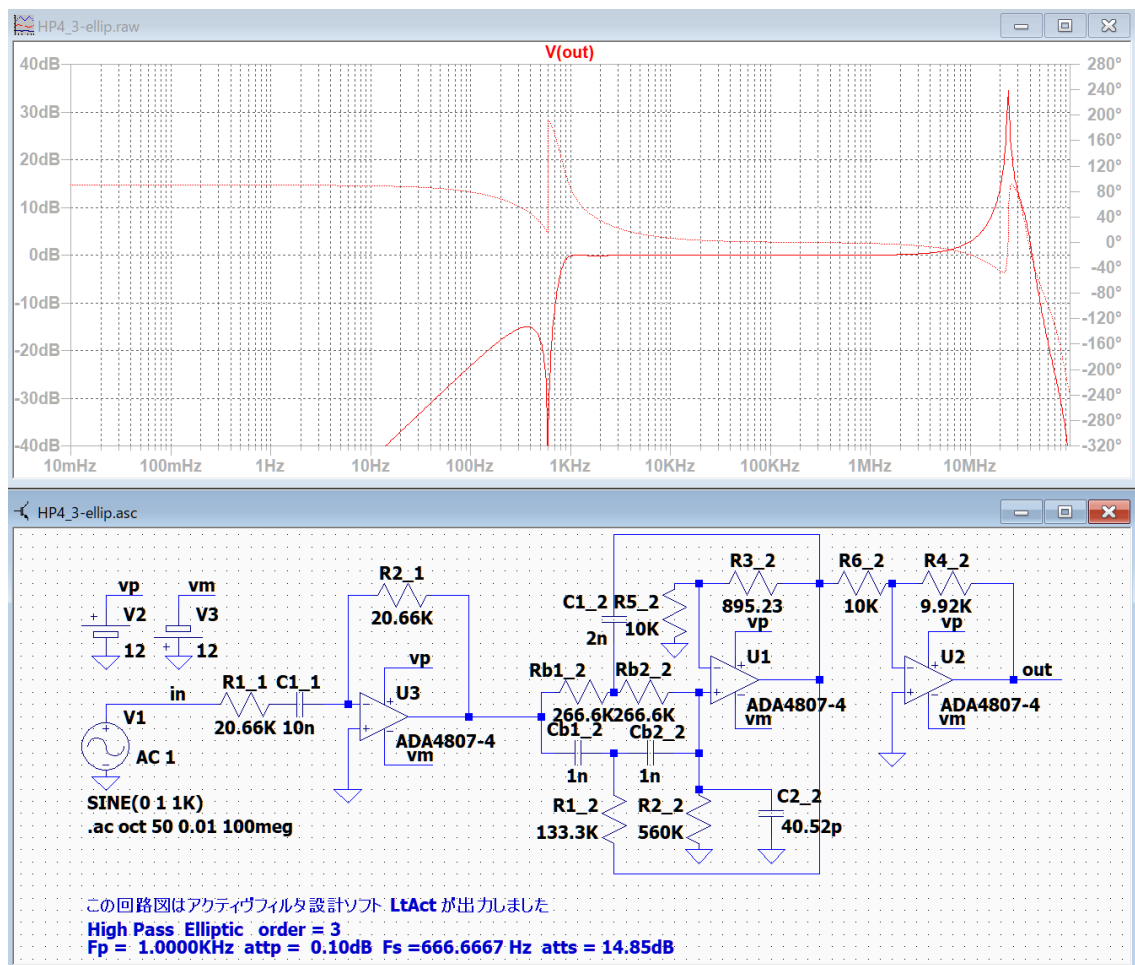 HP4_3-ellip.raw
V(out)
40dB
30dB
20dB
10dB
0dB
-10dB
-20dB
-30dB
-40dB
280°
240°
200°
160°
120°
80°
40°
0°
-40°
-80°
-120°
-160°
-200°
-240°
-280°
-320°
10mHz 100mHz 1Hz 10Hz 100Hz 1KHz 10KHz 100KHz 1MHz 10MHz
HP4_3-ellip.asc
vp
V2
12
vm
V3
12
in
V1
AC 1
SINE(0 1 1K)
.ac oct 50 0.01 100meg
R1_1
20.66K
C1_1
10n
R2_1
20.66K
vp
U3
ADA4807-4
vm
C1_2
2n
R5_2
10K
Rb1_2
266.6K
Rb2_2
266.6K
Cb1_2
1n
Cb2_2
1n
R1_2
133.3K
R2_2
560K
C2_2
40.52p
R3_2
895.23
vp
U1
ADA4807-4
vm
R6_2
10K
R4_2
9.92K
vp
U2
ADA4807-4
vm
out
この回路図はアクティヴフィルタ設計ソフト LtAct が出力しました
High Pass Elliptic order = 3
Fp = 1.0000KHz attp = 0.10dB Fs =666.6667 Hz atts = 14.85dB